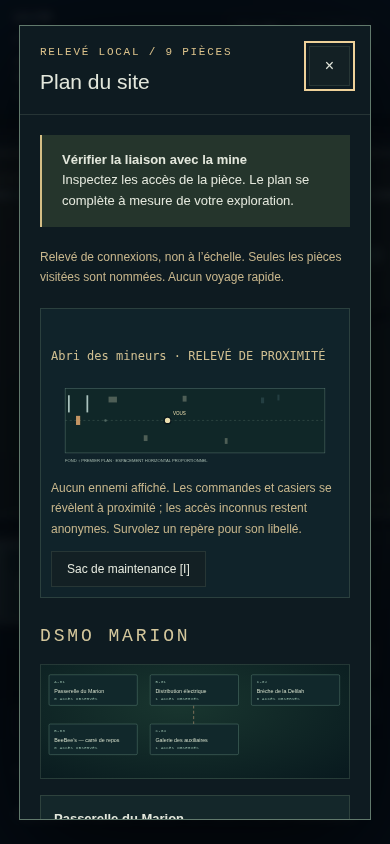 RELEVÉ LOCAL / 9 PIÈCES
Plan du site
×
Vérifier la liaison avec la mine
Inspectez les accès de la pièce. Le plan se
complète à mesure de votre exploration.
Relevé de connexions, non à l'échelle. Seules les pièces
visitées sont nommées. Aucun voyage rapide.
Abri des mineurs · RELEVÉ DE PROXIMITÉ
VOUS
Aucun ennemi affiché. Les commandes et casiers se
révèlent à proximité ; les accès inconnus restent
anonymes. Survolez un repère pour son libellé.
Sac de maintenance [I]
DSMO MARION
Passerelle du Marion
Distribution électrique
Brèche de la Delilah
BeeBee's — carré de repos
Galerie des auxiliaires
Passerelle du Marion